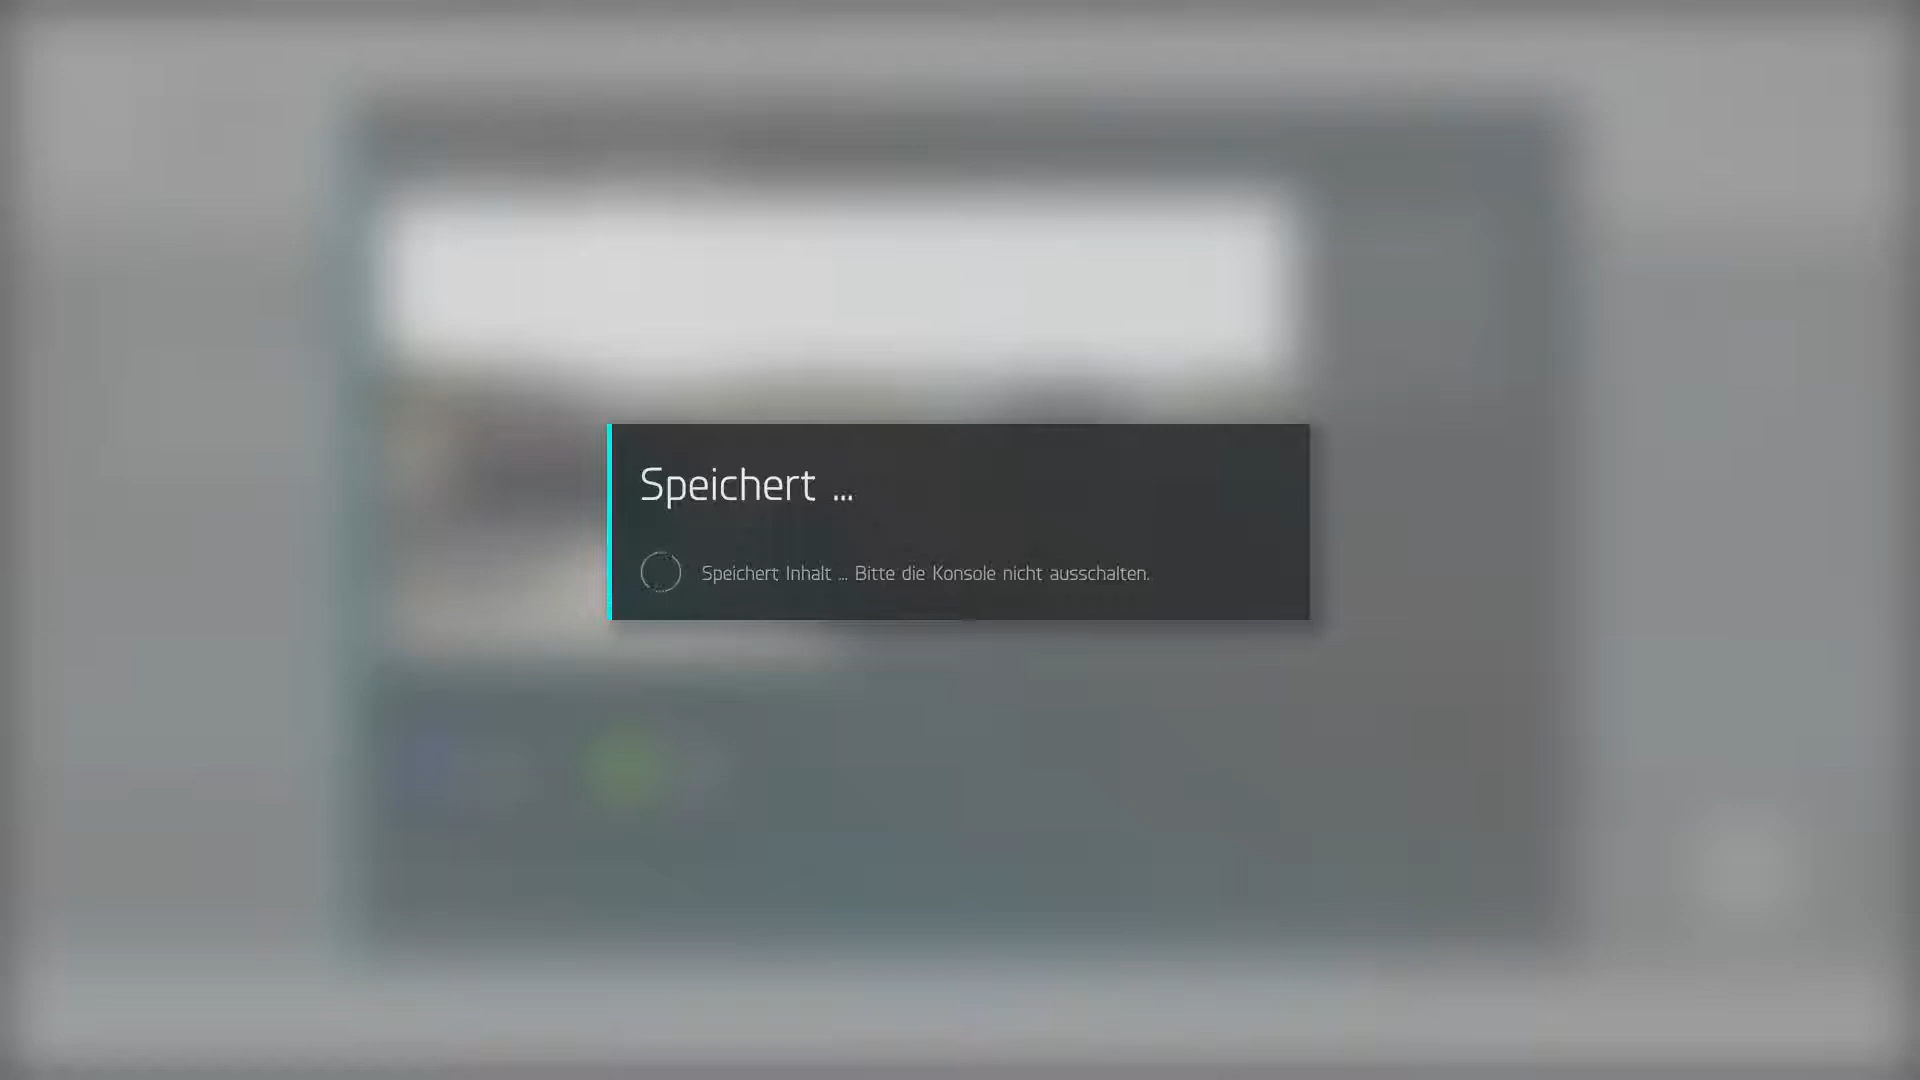 Speichert ...
Speichert Inhalt ... Bitte die Konsole nicht ausschalten.